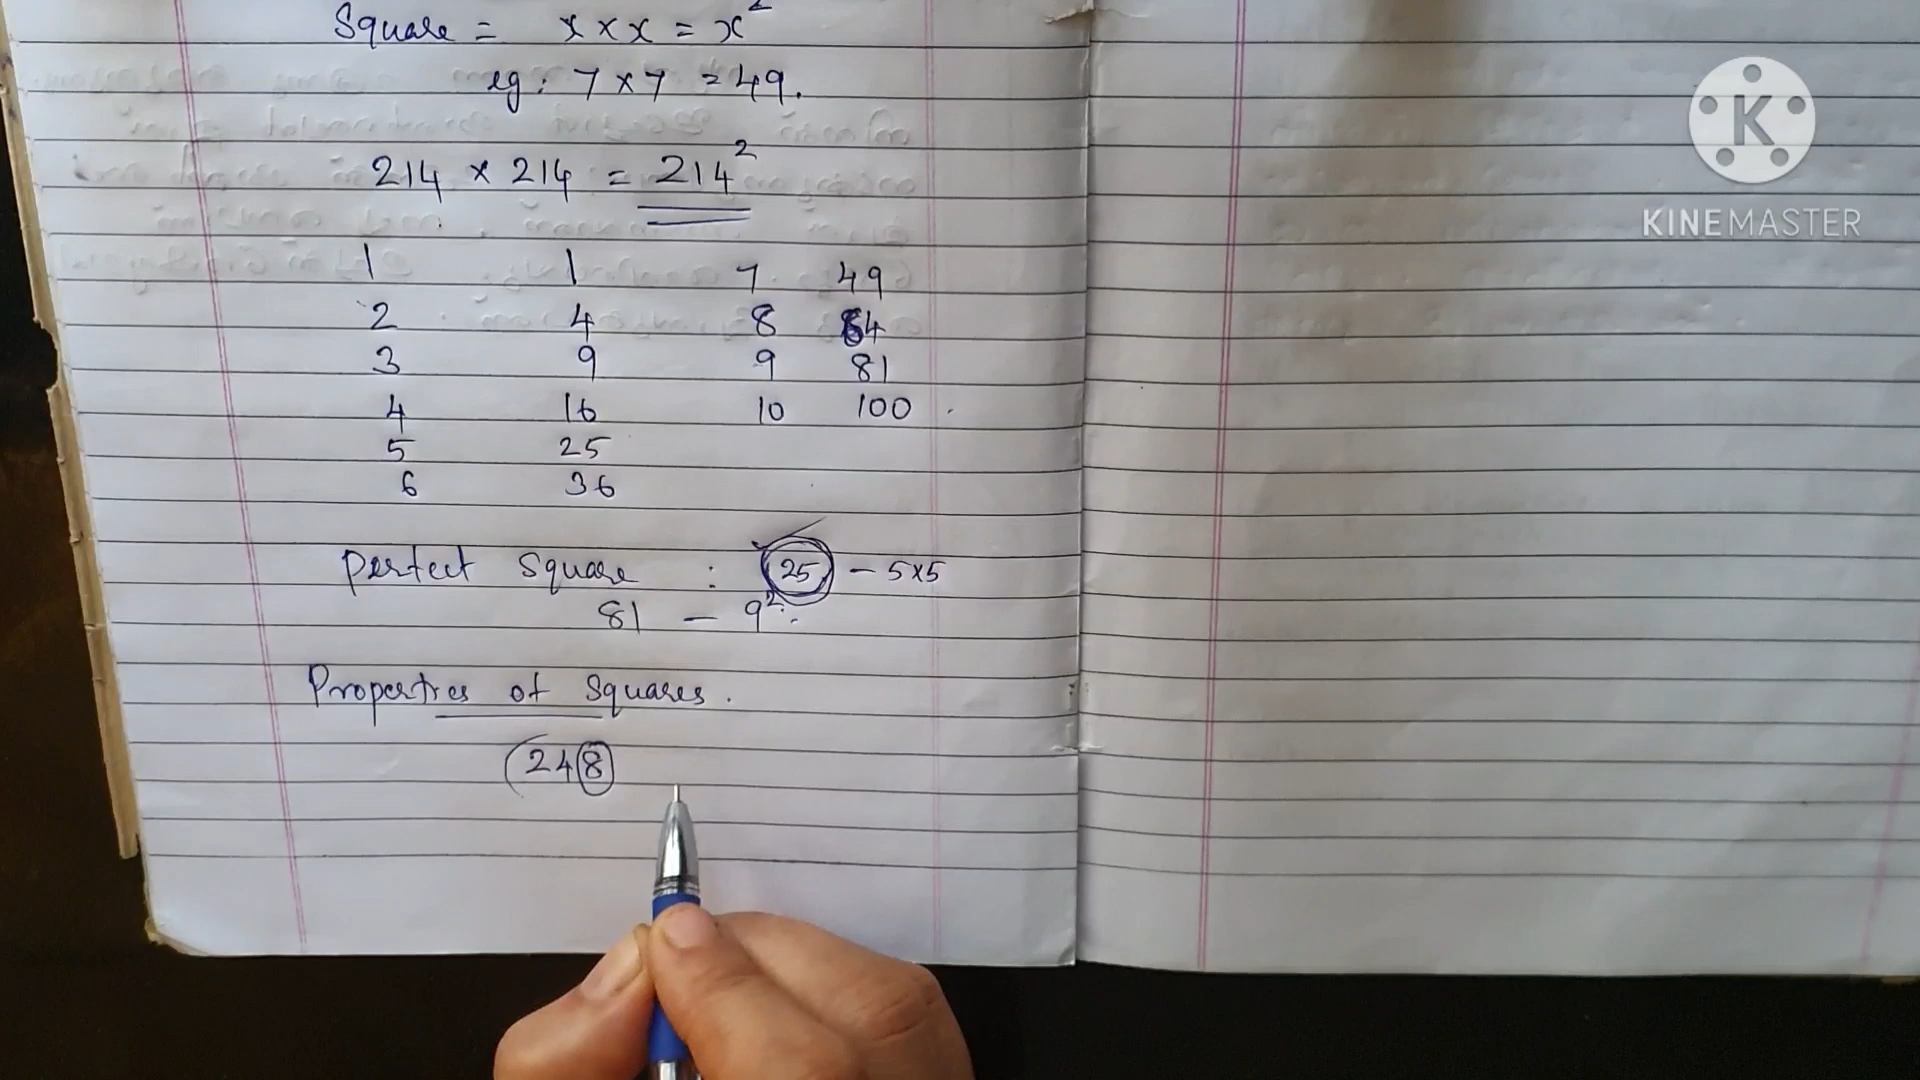 Square = x × x = x²
eg: 7 × 7 = 49.
214 × 214 = 214²
1 1 7 49
2 4 8 64
3 9 9 81
4 16 10 100
5 25
6 36
Perfect Square : 25 – 5×5
81 – 9²
Properties of Squares.
248
K
KINEMASTER